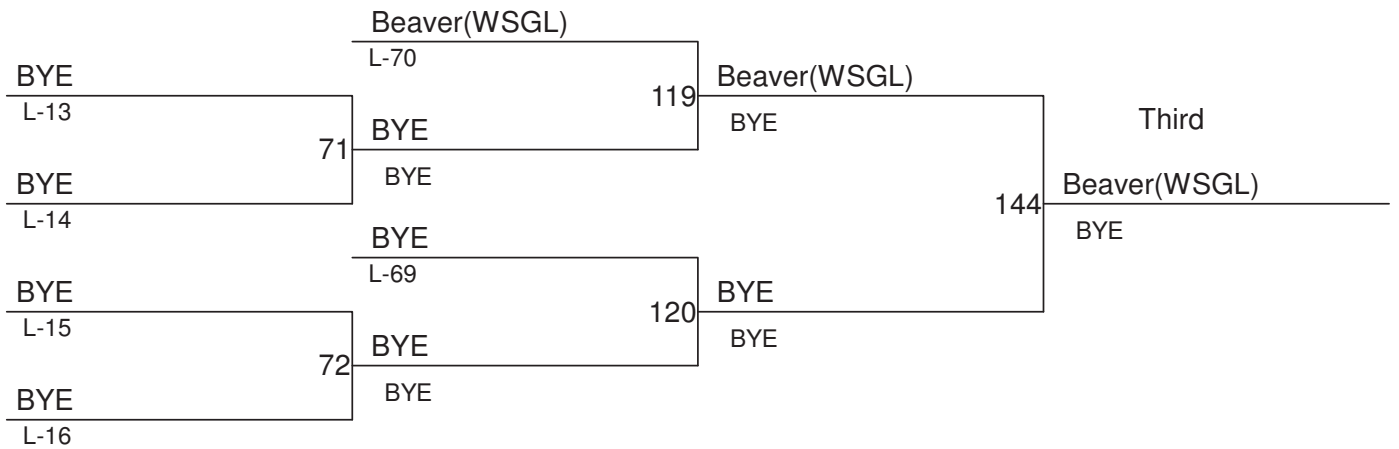 Beaver(WSGL)
L-70
BYE
L-13
119
Beaver(WSGL)
BYE
Third
71
BYE
BYE
BYE
L-14
144
Beaver(WSGL)
BYE
BYE
L-69
BYE
L-15
120
BYE
BYE
72
BYE
BYE
BYE
L-16